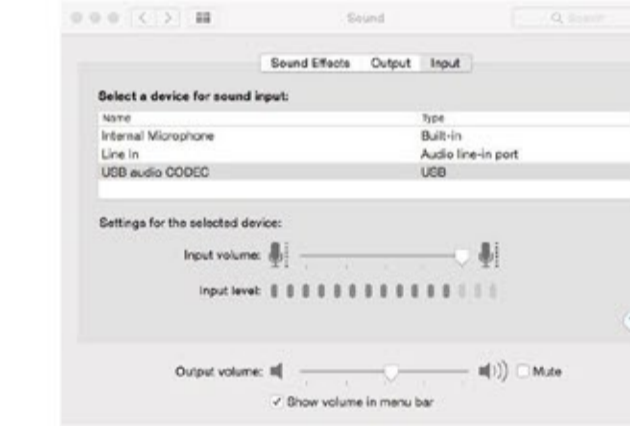 Sound
Search
Sound Effects Output Input
Select a device for sound input:
Name Type
Internal Microphone Built-in
Line In Audio line-in port
USB audio CODEC USB
Settings for the selected device:
Input volume:
Input level:
Output volume: Mute
Show volume in menu bar